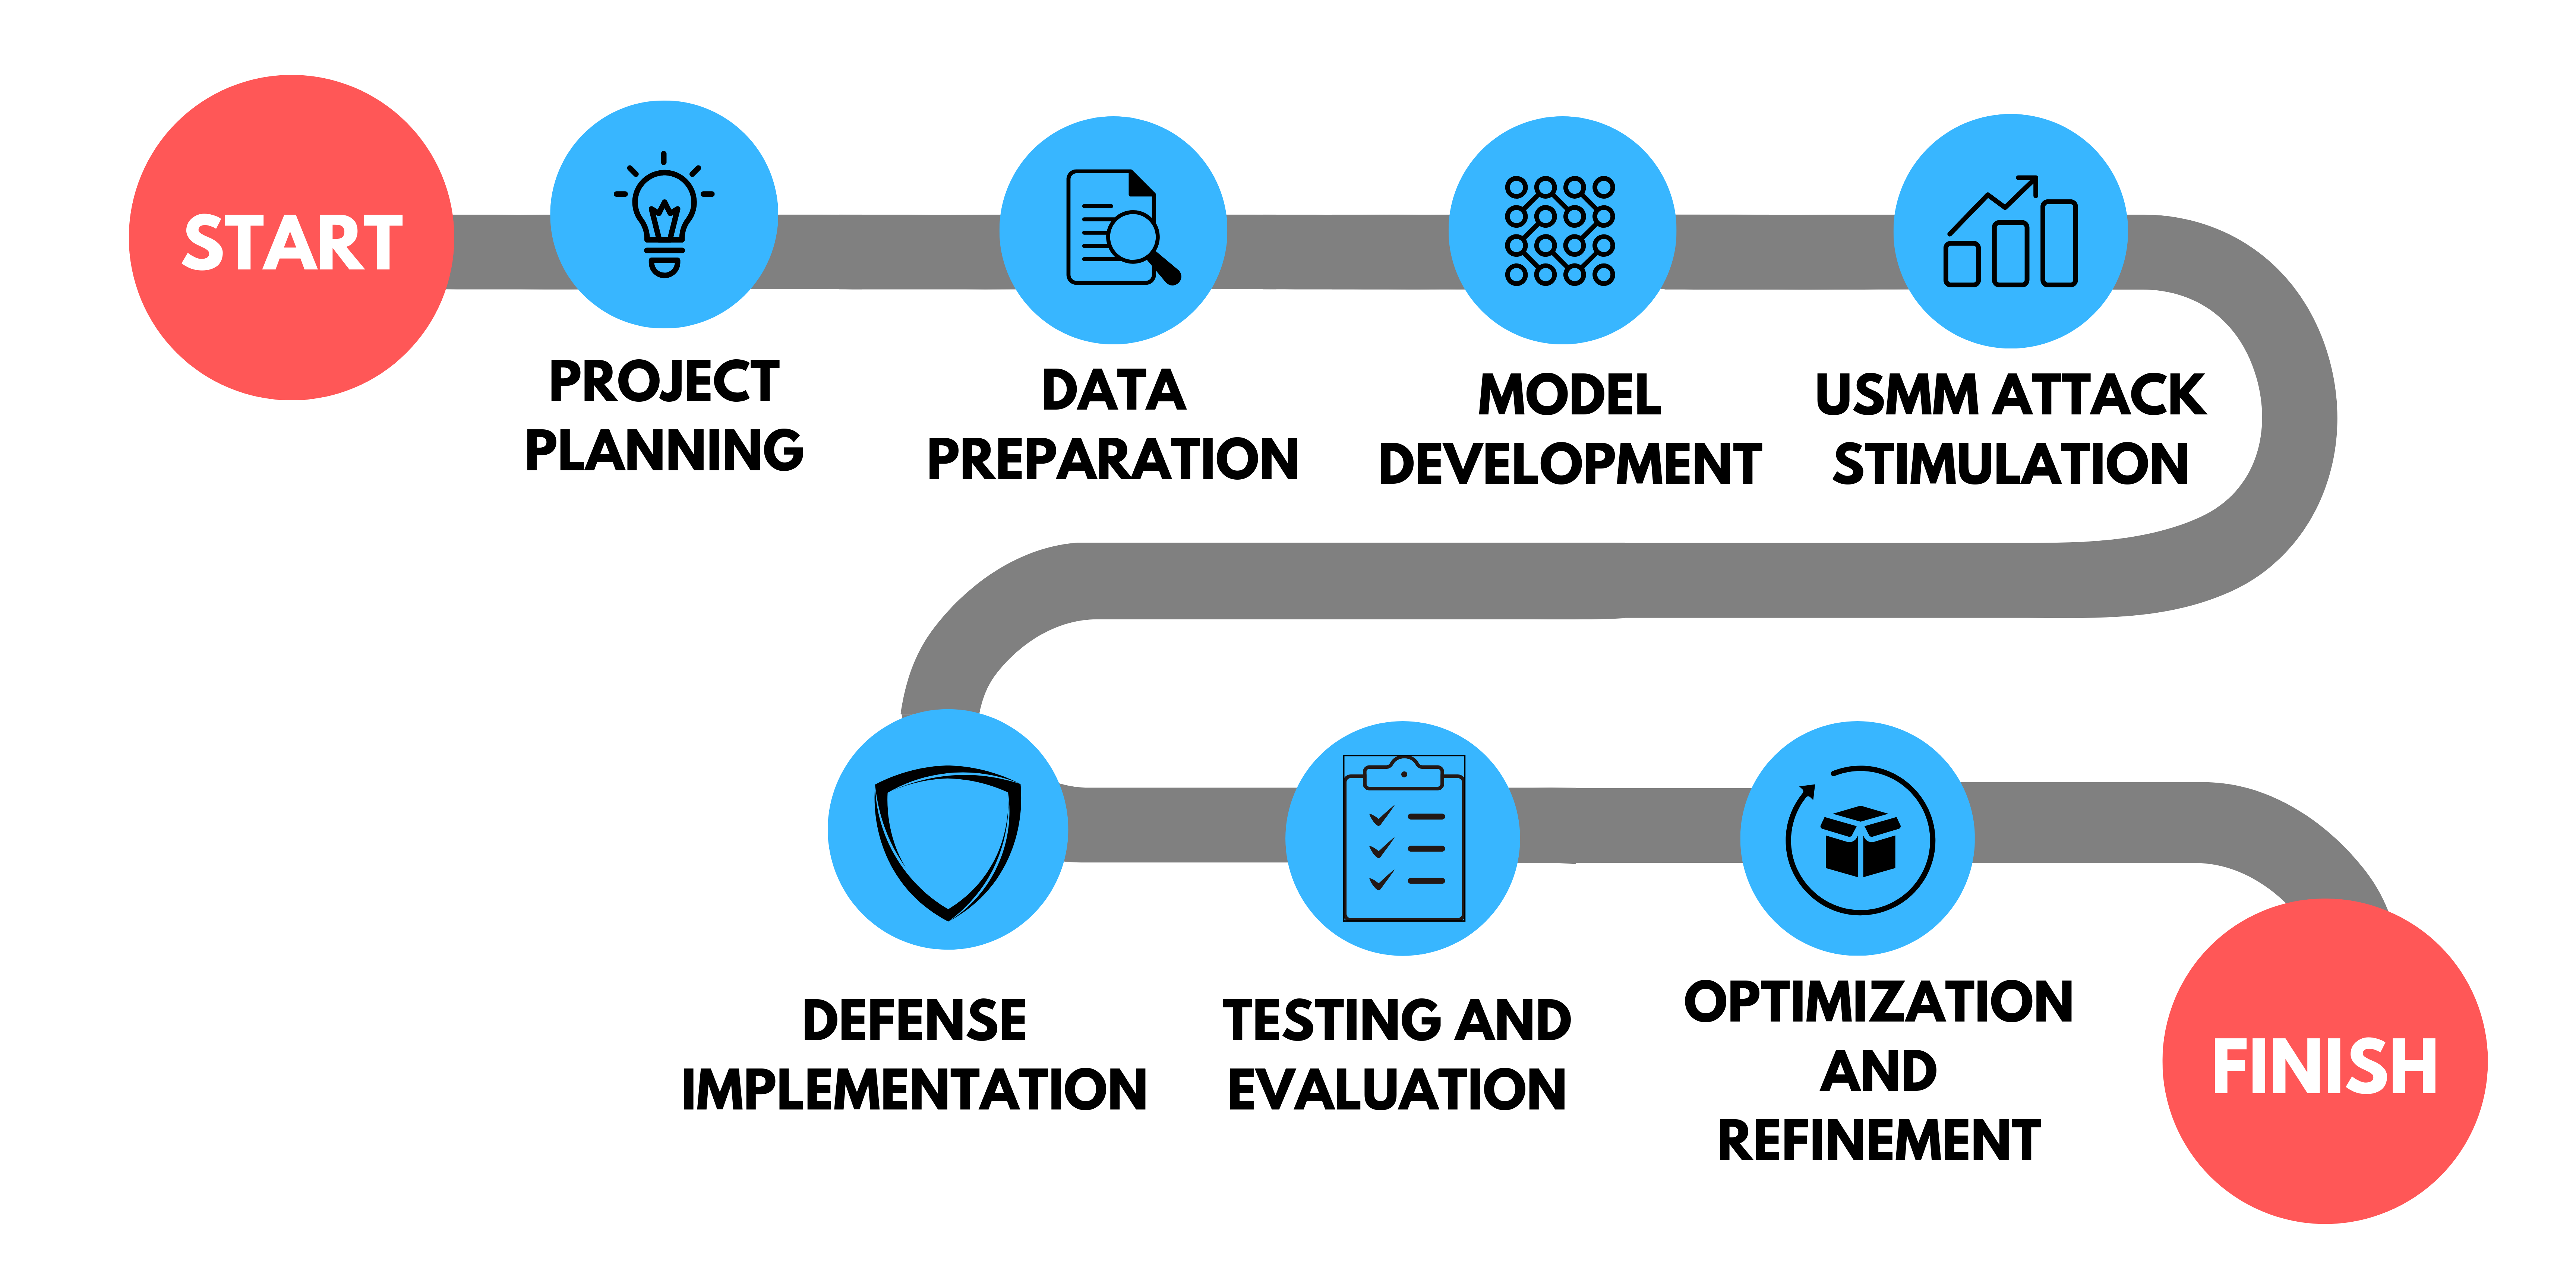 START
PROJECT
PLANNING
DATA
PREPARATION
MODEL
DEVELOPMENT
USMM ATTACK
STIMULATION
DEFENSE
IMPLEMENTATION
TESTING AND
EVALUATION
OPTIMIZATION
AND
REFINEMENT
FINISH